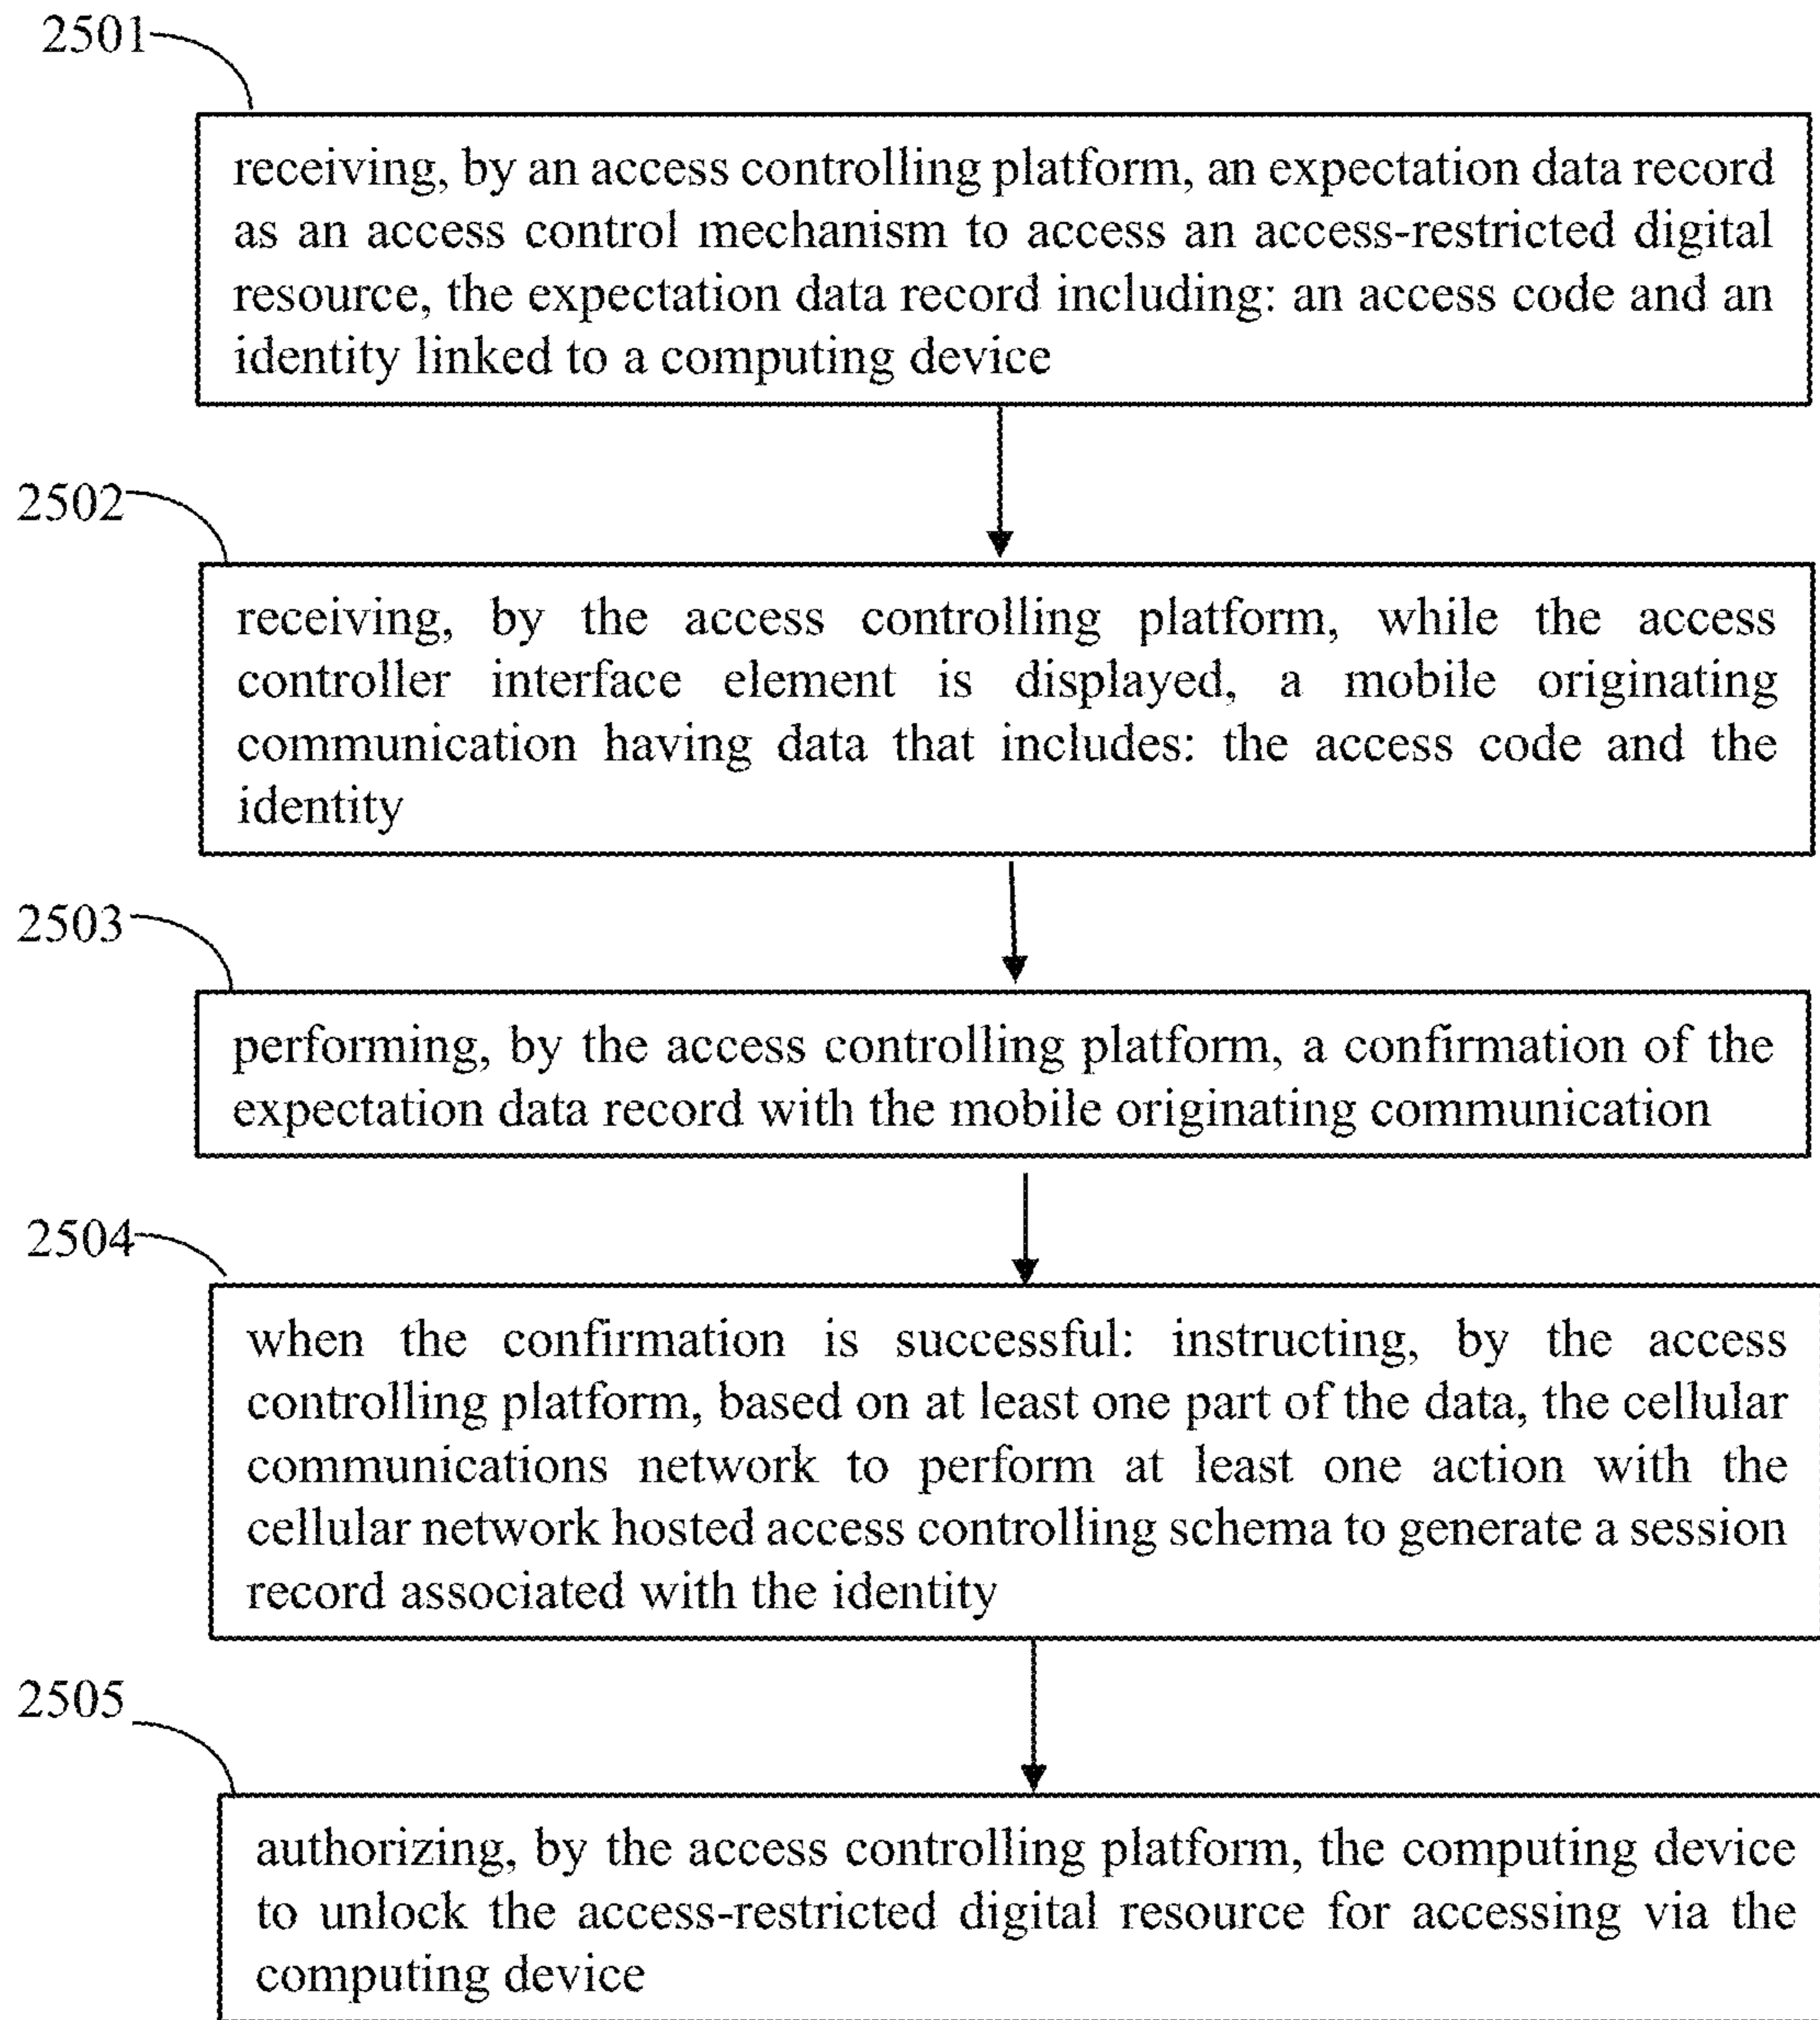 2501
receiving, by an access controlling platform, an expectation data record
as an access control mechanism to access an access-restricted digital
resource, the expectation data record including: an access code and an
identity linked to a computing device
2502
receiving, by the access controlling platform, while the access
controller interface element is displayed, a mobile originating
communication having data that includes: the access code and the
identity
2503
performing, by the access controlling platform, a confirmation of the
expectation data record with the mobile originating communication
2504
when the confirmation is successful: instructing, by the access
controlling platform, based on at least one part of the data, the cellular
communications network to perform at least one action with the
cellular network hosted access controlling schema to generate a session
record associated with the identity
2505
authorizing, by the access controlling platform, the computing device
to unlock the access-restricted digital resource for accessing via the
computing device